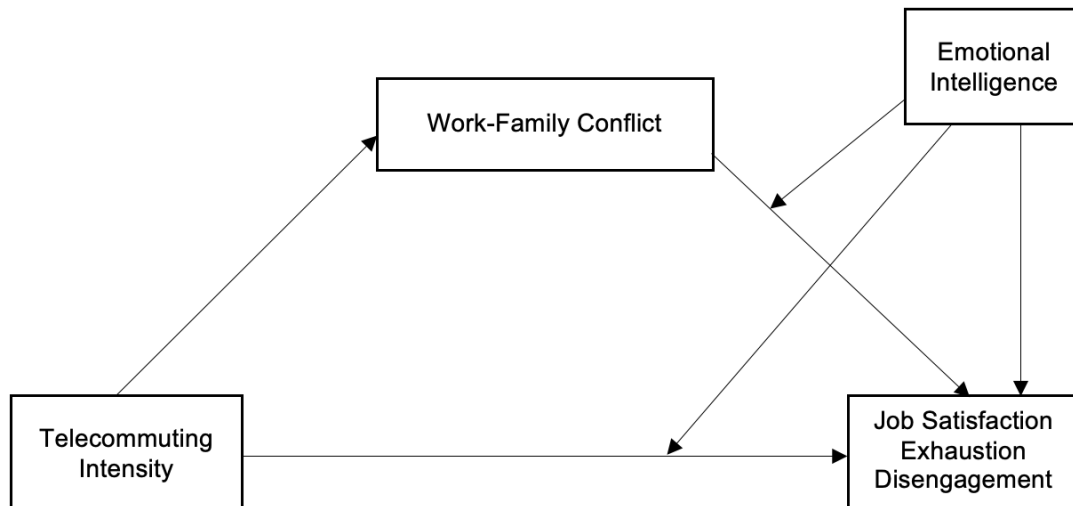 Emotional
Intelligence
Work-Family Conflict
Telecommuting
Intensity
Job Satisfaction
Exhaustion
Disengagement